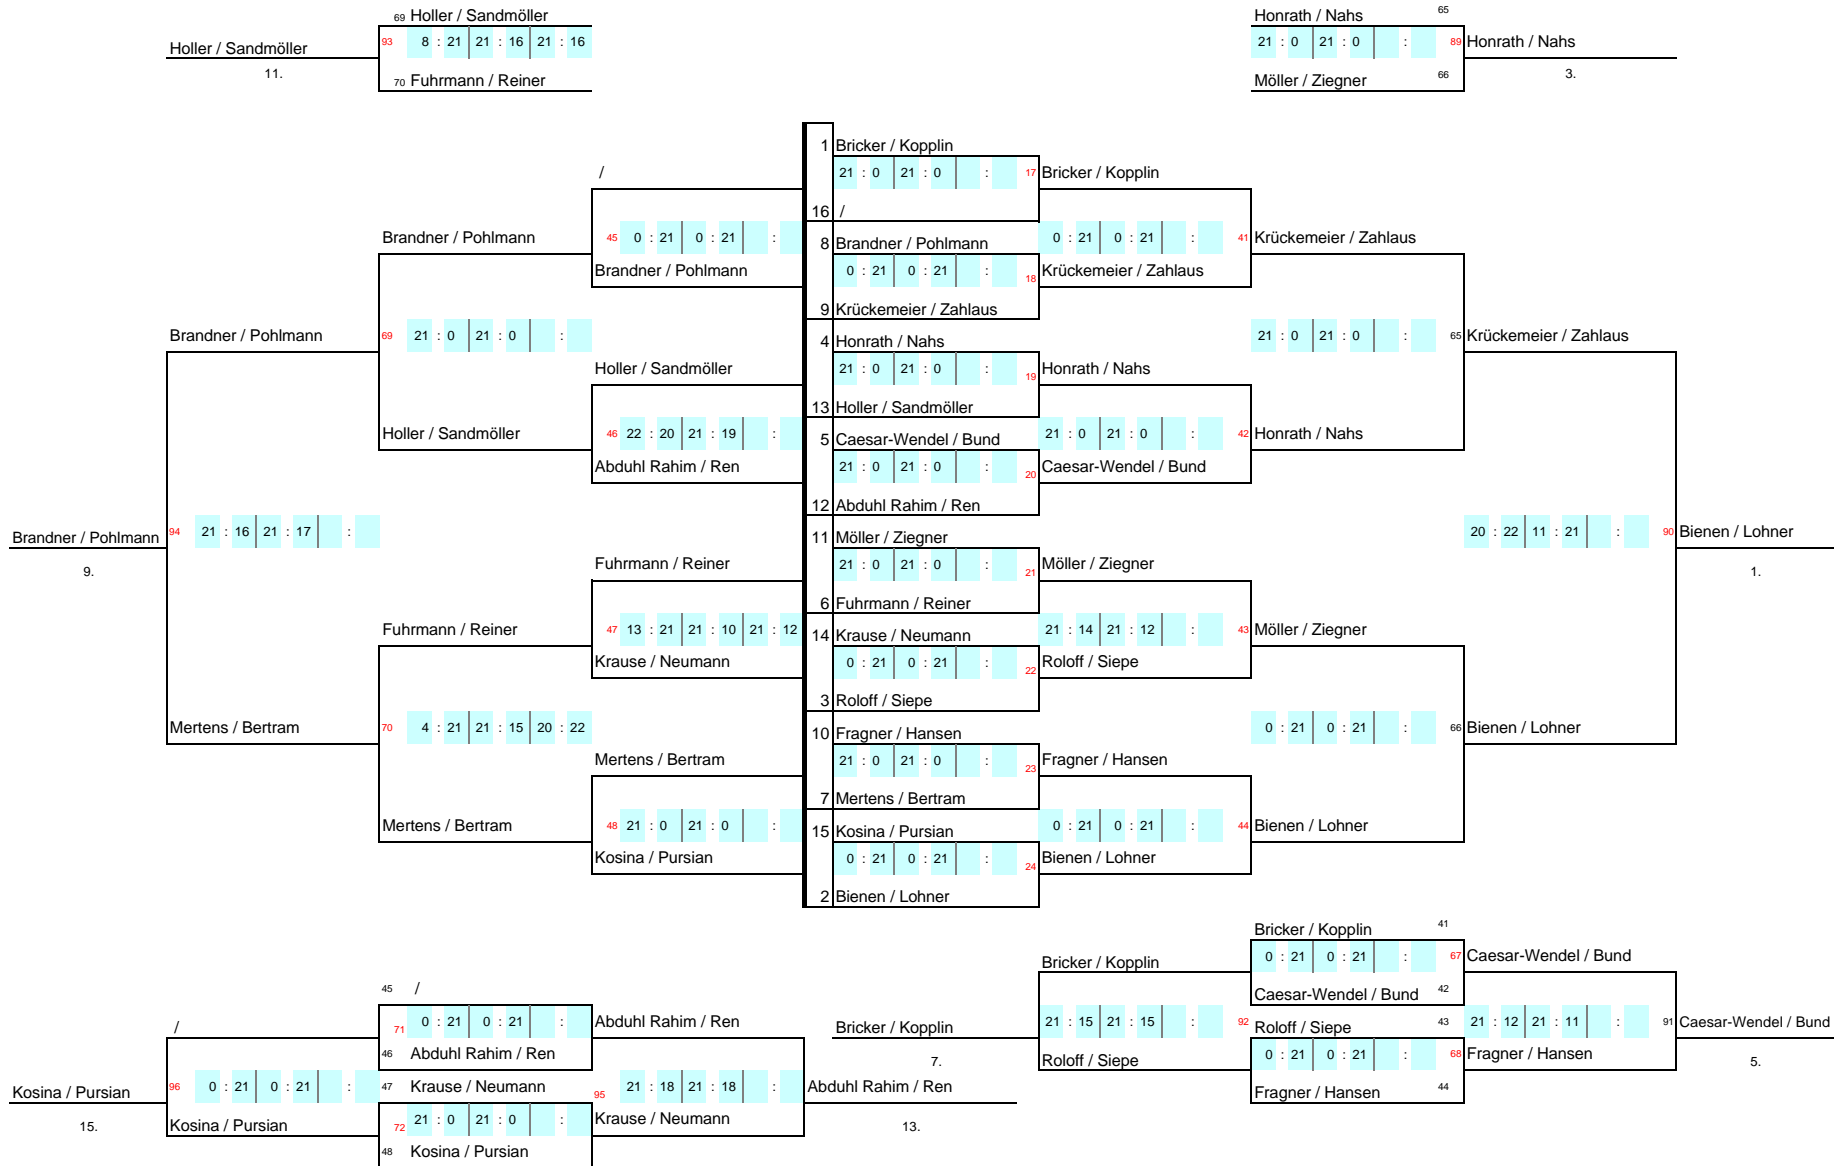 69 Holler / Sandmöller
Honrath / Nahs 65
Holler / Sandmöller 93 8 : 21 21 : 16 21 : 16
21 : 0 21 : 0 : 89 Honrath / Nahs
11. 70 Fuhrmann / Reiner
Möller / Ziegner 66 3.
1 Bricker / Kopplin
/ 21 : 0 21 : 0 : 17 Bricker / Kopplin
16 /
Brandner / Pohlmann 45 0 : 21 0 : 21 :
8 Brandner / Pohlmann 0 : 21 0 : 21 : 41 Krückemeier / Zahlaus
Brandner / Pohlmann 0 : 21 0 : 21 : 18 Krückemeier / Zahlaus
9 Krückemeier / Zahlaus
Brandner / Pohlmann 69 21 : 0 21 : 0 :
4 Honrath / Nahs 21 : 0 21 : 0 : 65 Krückemeier / Zahlaus
Holler / Sandmöller 21 : 0 21 : 0 : 19 Honrath / Nahs
13 Holler / Sandmöller
Holler / Sandmöller 46 22 : 20 21 : 19 :
5 Caesar-Wendel / Bund 21 : 0 21 : 0 : 42 Honrath / Nahs
Abduhl Rahim / Ren 21 : 0 21 : 0 : 20 Caesar-Wendel / Bund
12 Abduhl Rahim / Ren
Brandner / Pohlmann 94 21 : 16 21 : 17 :
11 Möller / Ziegner 20 : 22 11 : 21 : 90 Bienen / Lohner
9. Fuhrmann / Reiner 21 : 0 21 : 0 : 21 Möller / Ziegner 1.
6 Fuhrmann / Reiner
Fuhrmann / Reiner 47 13 : 21 21 : 10 21 : 12
14 Krause / Neumann 21 : 14 21 : 12 : 43 Möller / Ziegner
Krause / Neumann 0 : 21 0 : 21 : 22 Roloff / Siepe
3 Roloff / Siepe
Mertens / Bertram 70 4 : 21 21 : 15 20 : 22
10 Fragner / Hansen 0 : 21 0 : 21 : 66 Bienen / Lohner
Mertens / Bertram 21 : 0 21 : 0 : 23 Fragner / Hansen
7 Mertens / Bertram
Mertens / Bertram 48 21 : 0 21 : 0 :
15 Kosina / Pursian 0 : 21 0 : 21 : 44 Bienen / Lohner
Kosina / Pursian 0 : 21 0 : 21 : 24 Bienen / Lohner
2 Bienen / Lohner
Bricker / Kopplin 41
Bricker / Kopplin 0 : 21 0 : 21 : 67 Caesar-Wendel / Bund
45 / Caesar-Wendel / Bund 42
/ 71 0 : 21 0 : 21 : Abduhl Rahim / Ren
Bricker / Kopplin 21 : 15 21 : 15 : 92 Roloff / Siepe 43 21 : 12 21 : 11 : 91 Caesar-Wendel / Bund
46 Abduhl Rahim / Ren
7. Roloff / Siepe 0 : 21 0 : 21 : 68 Fragner / Hansen 5.
Kosina / Pursian 96 0 : 21 0 : 21 : 47 Krause / Neumann 95 21 : 18 21 : 18 : Abduhl Rahim / Ren
Fragner / Hansen 44
15. Kosina / Pursian 72 21 : 0 21 : 0 : Krause / Neumann 13.
48 Kosina / Pursian